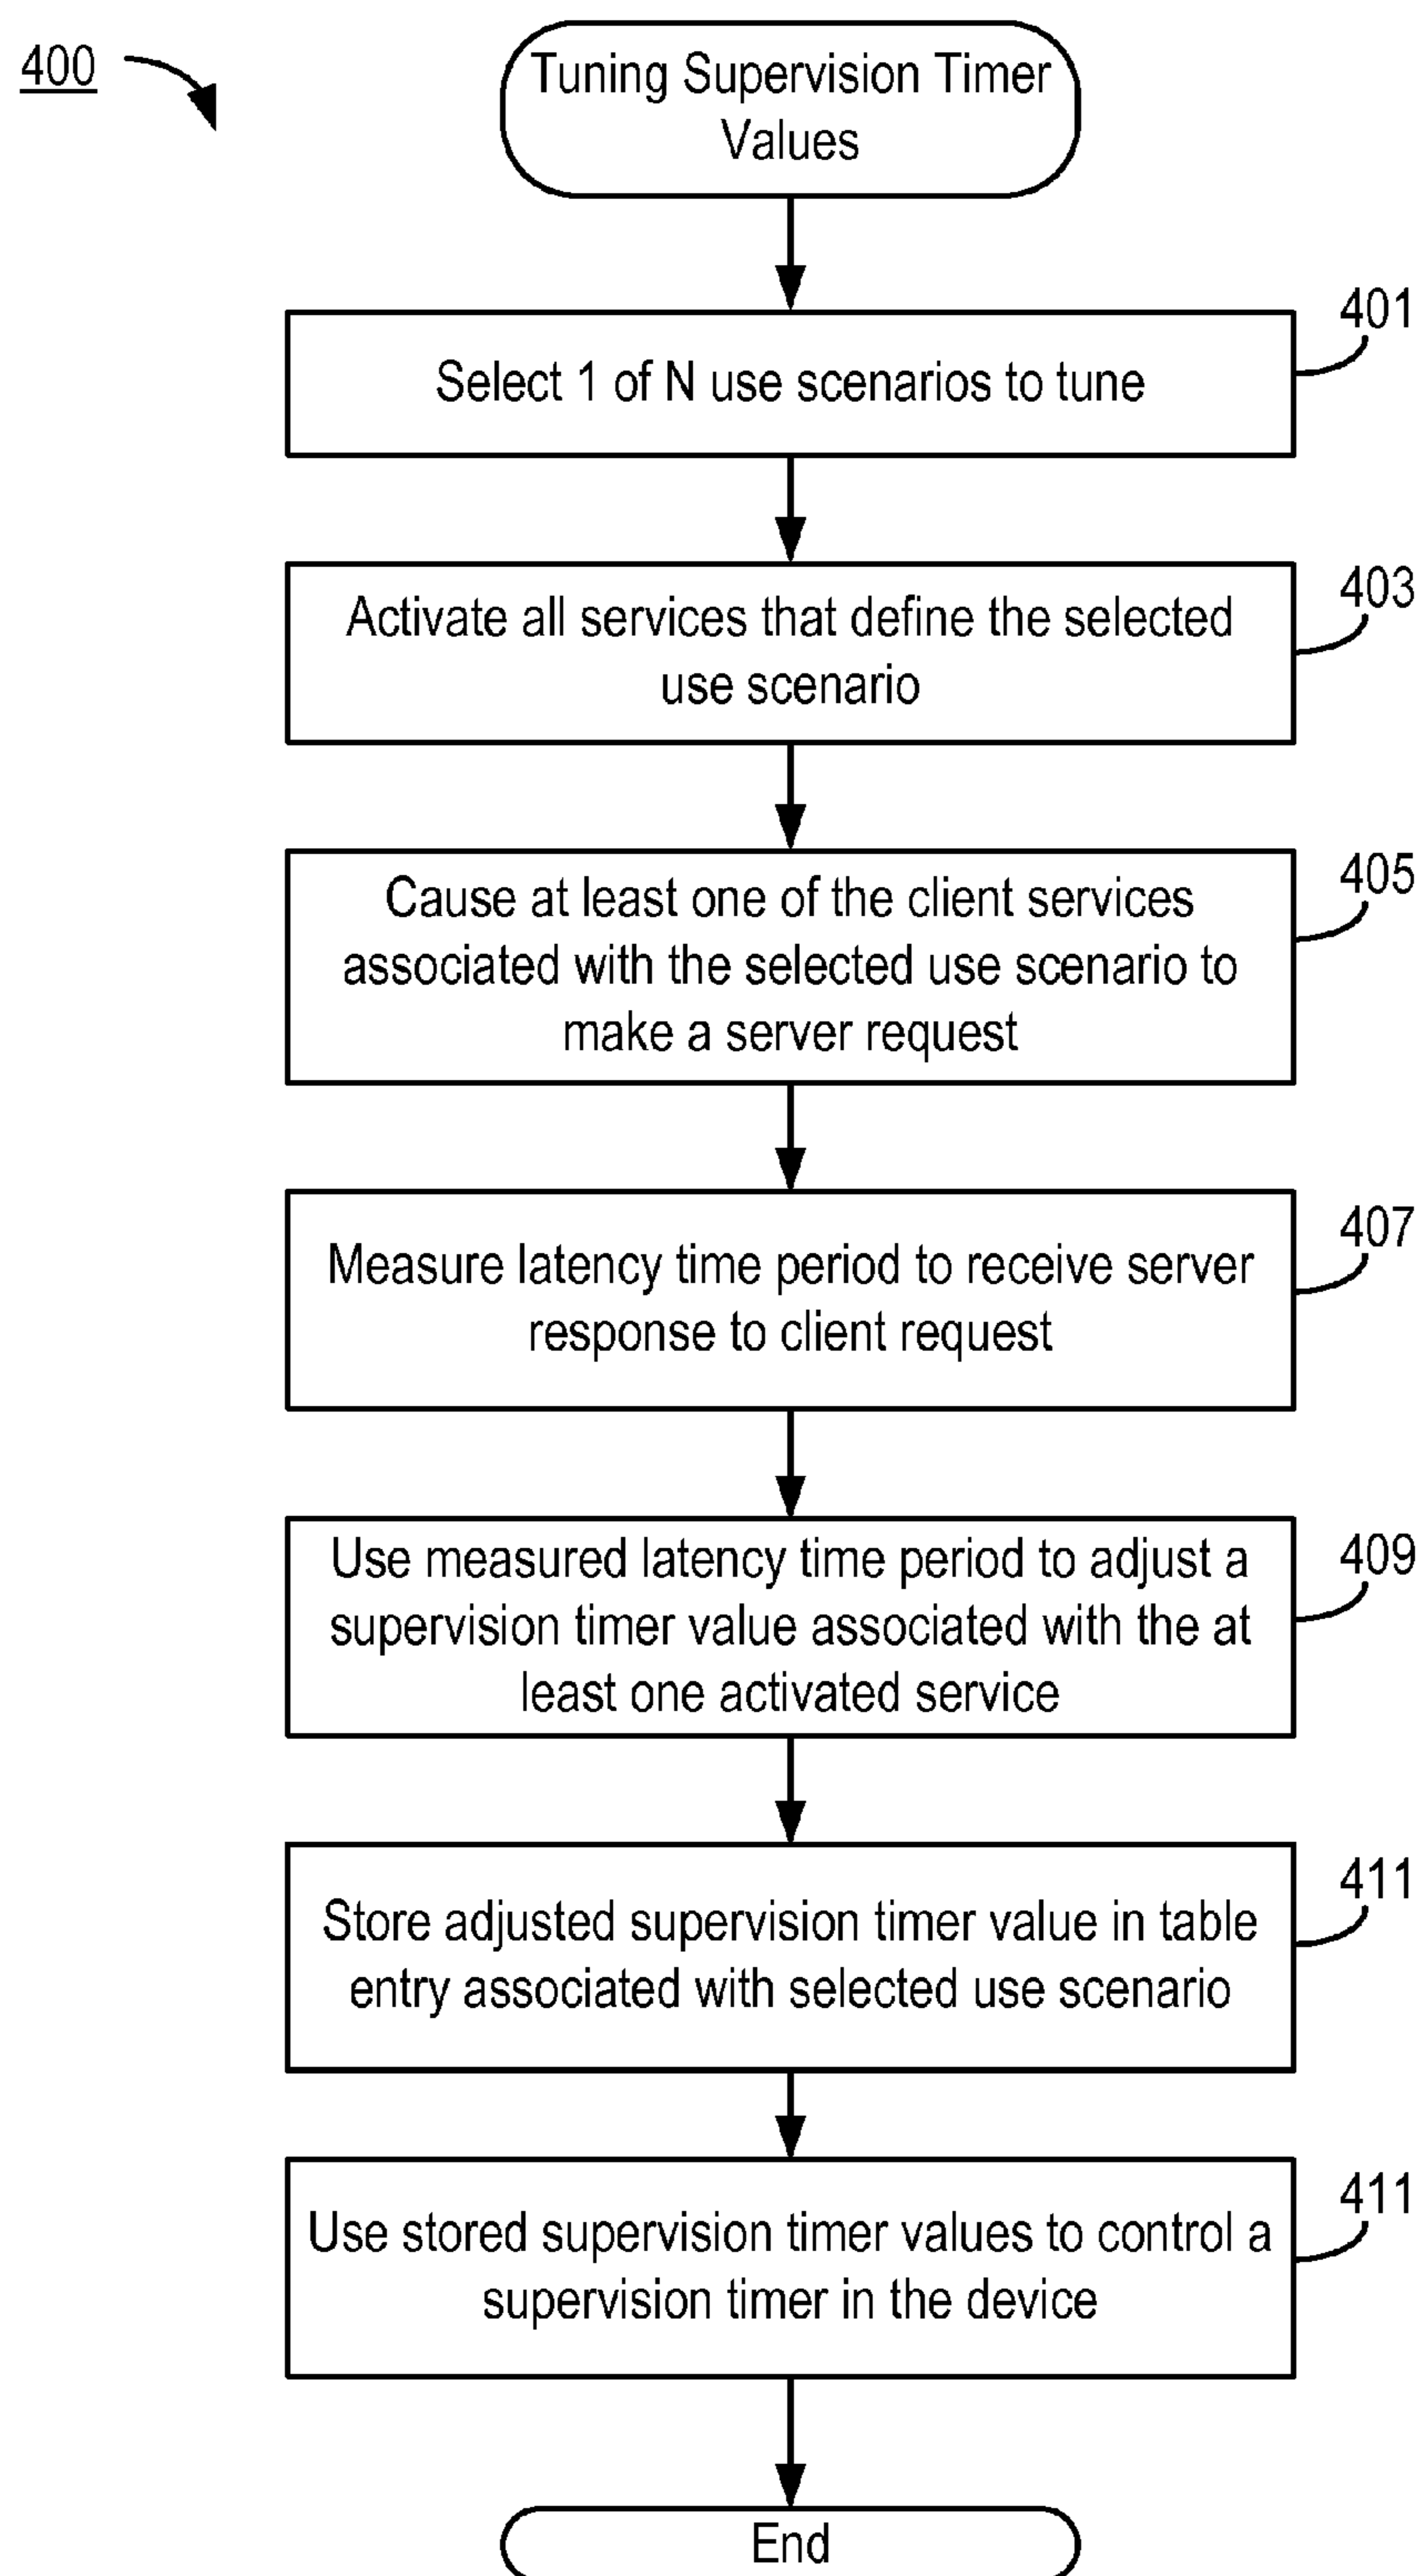 400
Tuning Supervision Timer
Values
401
Select 1 of N use scenarios to tune
403
Activate all services that define the selected
use scenario
405
Cause at least one of the client services
associated with the selected use scenario to
make a server request
407
Measure latency time period to receive server
response to client request
409
Use measured latency time period to adjust a
supervision timer value associated with the at
least one activated service
411
Store adjusted supervision timer value in table
entry associated with selected use scenario
411
Use stored supervision timer values to control a
supervision timer in the device
End